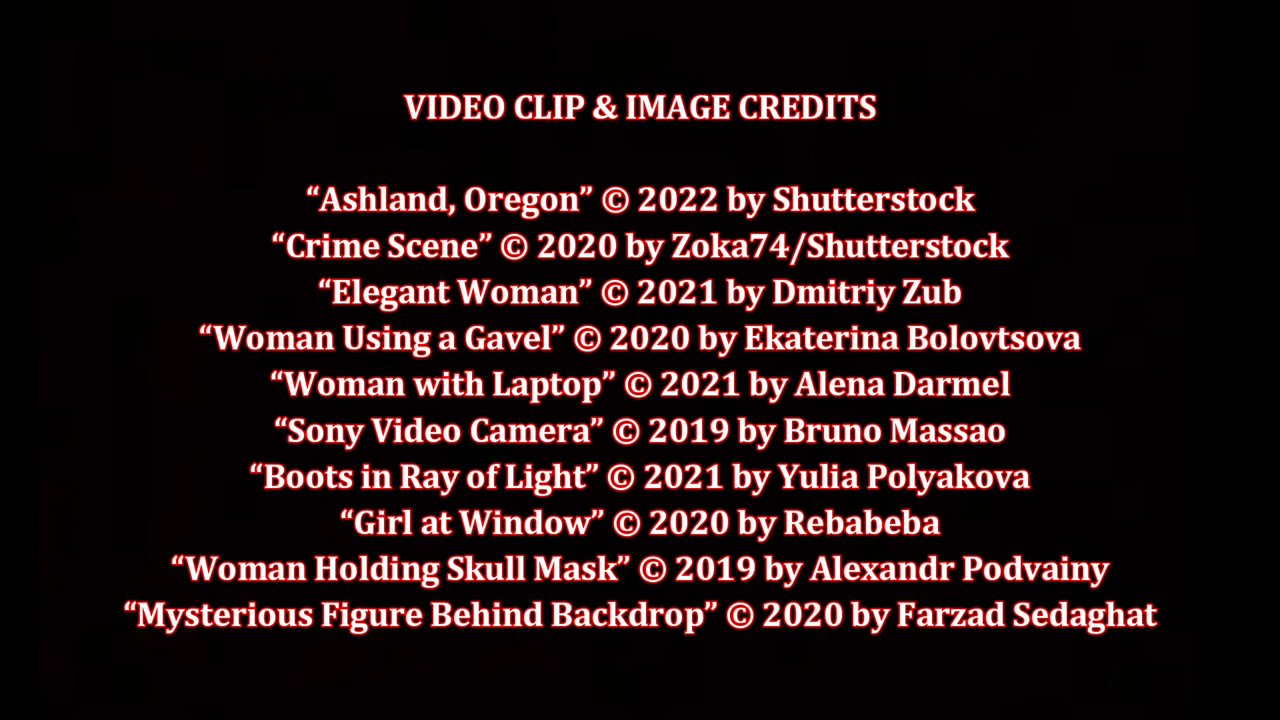 VIDEO CLIP & IMAGE CREDITS
“Ashland, Oregon” © 2022 by Shutterstock
“Crime Scene” © 2020 by Zoka74/Shutterstock
“Elegant Woman” © 2021 by Dmitriy Zub
“Woman Using a Gavel” © 2020 by Ekaterina Bolovtsova
“Woman with Laptop” © 2021 by Alena Darmel
“Sony Video Camera” © 2019 by Bruno Massao
“Boots in Ray of Light” © 2021 by Yulia Polyakova
“Girl at Window” © 2020 by Rebabeba
“Woman Holding Skull Mask” © 2019 by Alexandr Podvainy
“Mysterious Figure Behind Backdrop” © 2020 by Farzad Sedaghat